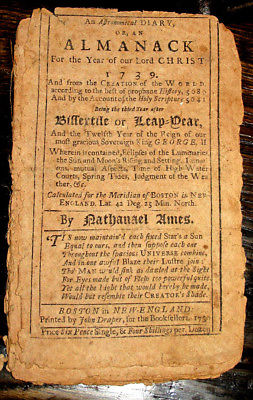 An Astronomical DIARY,
OR, AN
ALMANACK
For the Year of our Lord CHRIST
1739.
And from the CREATION of the WORLD,
according to the best of prophane History, 5688
And by the Account of the Holy Scripture,
Being the third Year after
Bissextile or Leap-Year,
And the Twelfth Year of the Reign of our
most gracious Sovereign King GEORGE, II
Wherein is contained, Eclipses of the Luminaries,
the Sun and Moon's Rising and Setting,
mutual Aspects, Time of High Water
Courts, Spring Tides, Judgment of the Wea-
ther, &c.
Calculated for the Meridian of BOSTON in NEW-
ENGLAND, Lat. 42 Deg. 25 Min. North.
By Nathanael Ames.
'TIS now maintain'd each fixed Star's a Sun
Equal to ours, and then suppose each one
Throughout the spacious UNIVERSE combine,
And in one awful Blaze their Lustre join:
The MAN would sink as dazled at the Sight
For Eyes made but of Flesh too powerful quite
Yet all the light that would hereby be made,
Would but resemble their CREATOR'S Shade.
BOSTON in NEW-ENGLAND:
Printed by John Draper, for the Booksellers.
Price Six Pence Single, & Four Shillings per Dozen